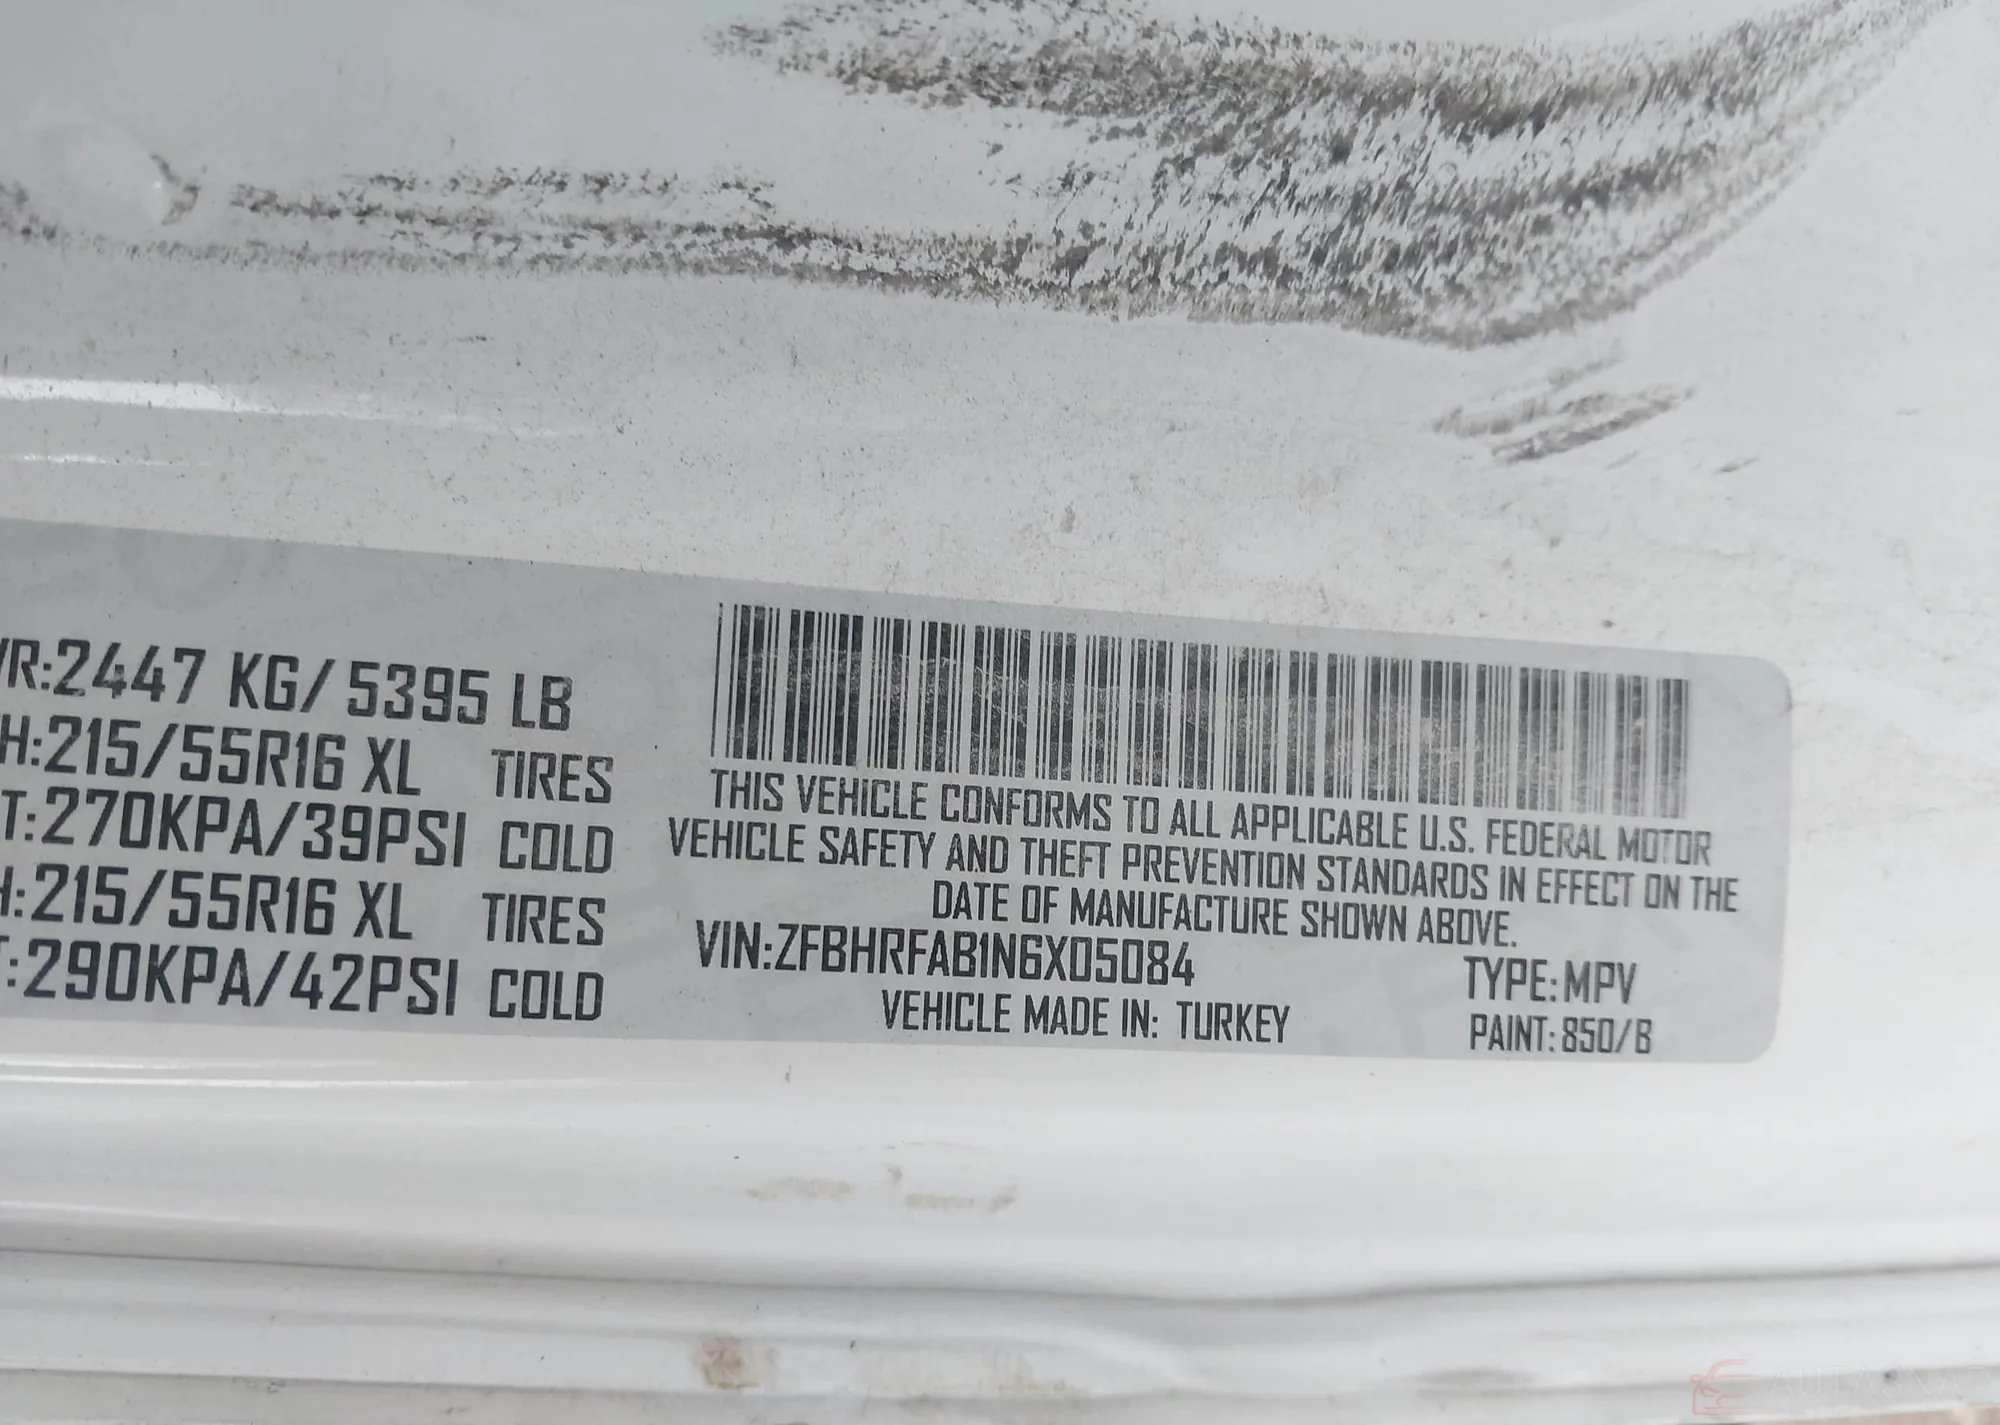 VR:2447 KG/ 5395 LB
H:215/55R16 XL TIRES
T:270KPA/39PSI COLD
H:215/55R16 XL TIRES
T:290KPA/42PSI COLD
THIS VEHICLE CONFORMS TO ALL APPLICABLE U.S. FEDERAL MOTOR
VEHICLE SAFETY AND THEFT PREVENTION STANDARDS IN EFFECT ON THE
DATE OF MANUFACTURE SHOWN ABOVE.
VIN:ZFBHRFAB1N6X05084
TYPE:MPV
VEHICLE MADE IN: TURKEY
PAINT:850/B